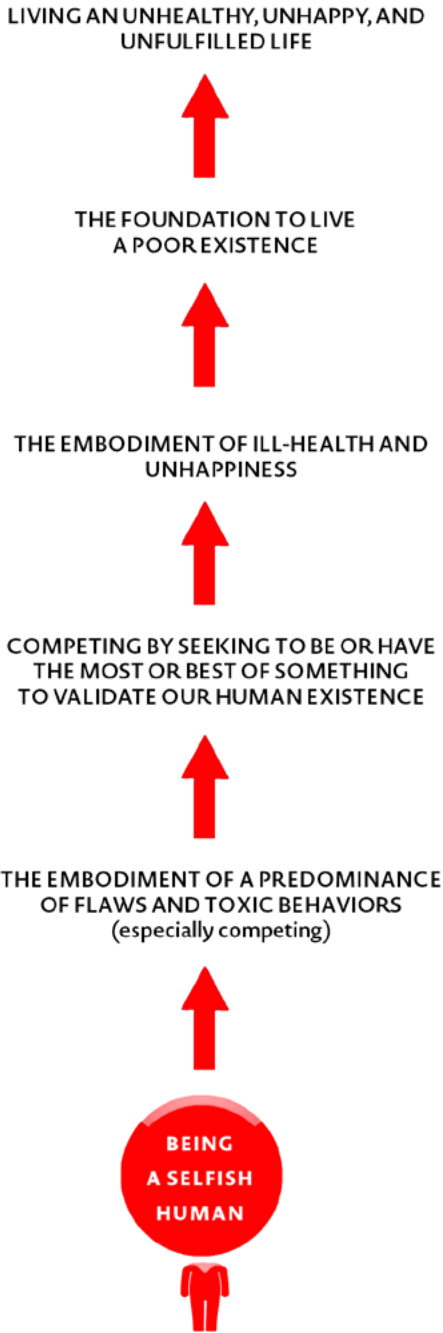 LIVING AN UNHEALTHY, UNHAPPY, AND
UNFULFILLED LIFE
THE FOUNDATION TO LIVE
A POOR EXISTENCE
THE EMBODIMENT OF ILL-HEALTH AND
UNHAPPINESS
COMPETING BY SEEKING TO BE OR HAVE
THE MOST OR BEST OF SOMETHING
TO VALIDATE OUR HUMAN EXISTENCE
THE EMBODIMENT OF A PREDOMINANCE
OF FLAWS AND TOXIC BEHAVIORS
(especially competing)
BEING
A SELFISH
HUMAN